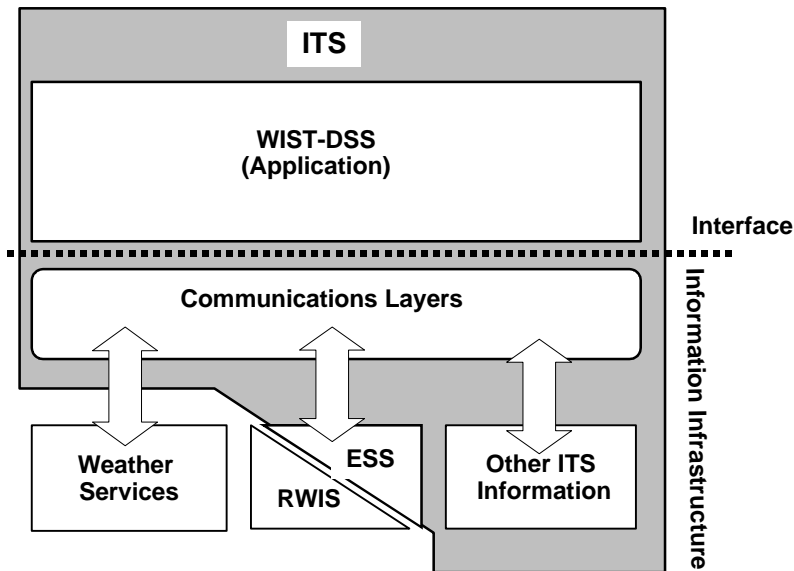 ITS
WIST-DSS
(Application)
Interface
Communications Layers
Information Infrastructure
Weather
Services
ESS
RWIS
Other ITS
Information